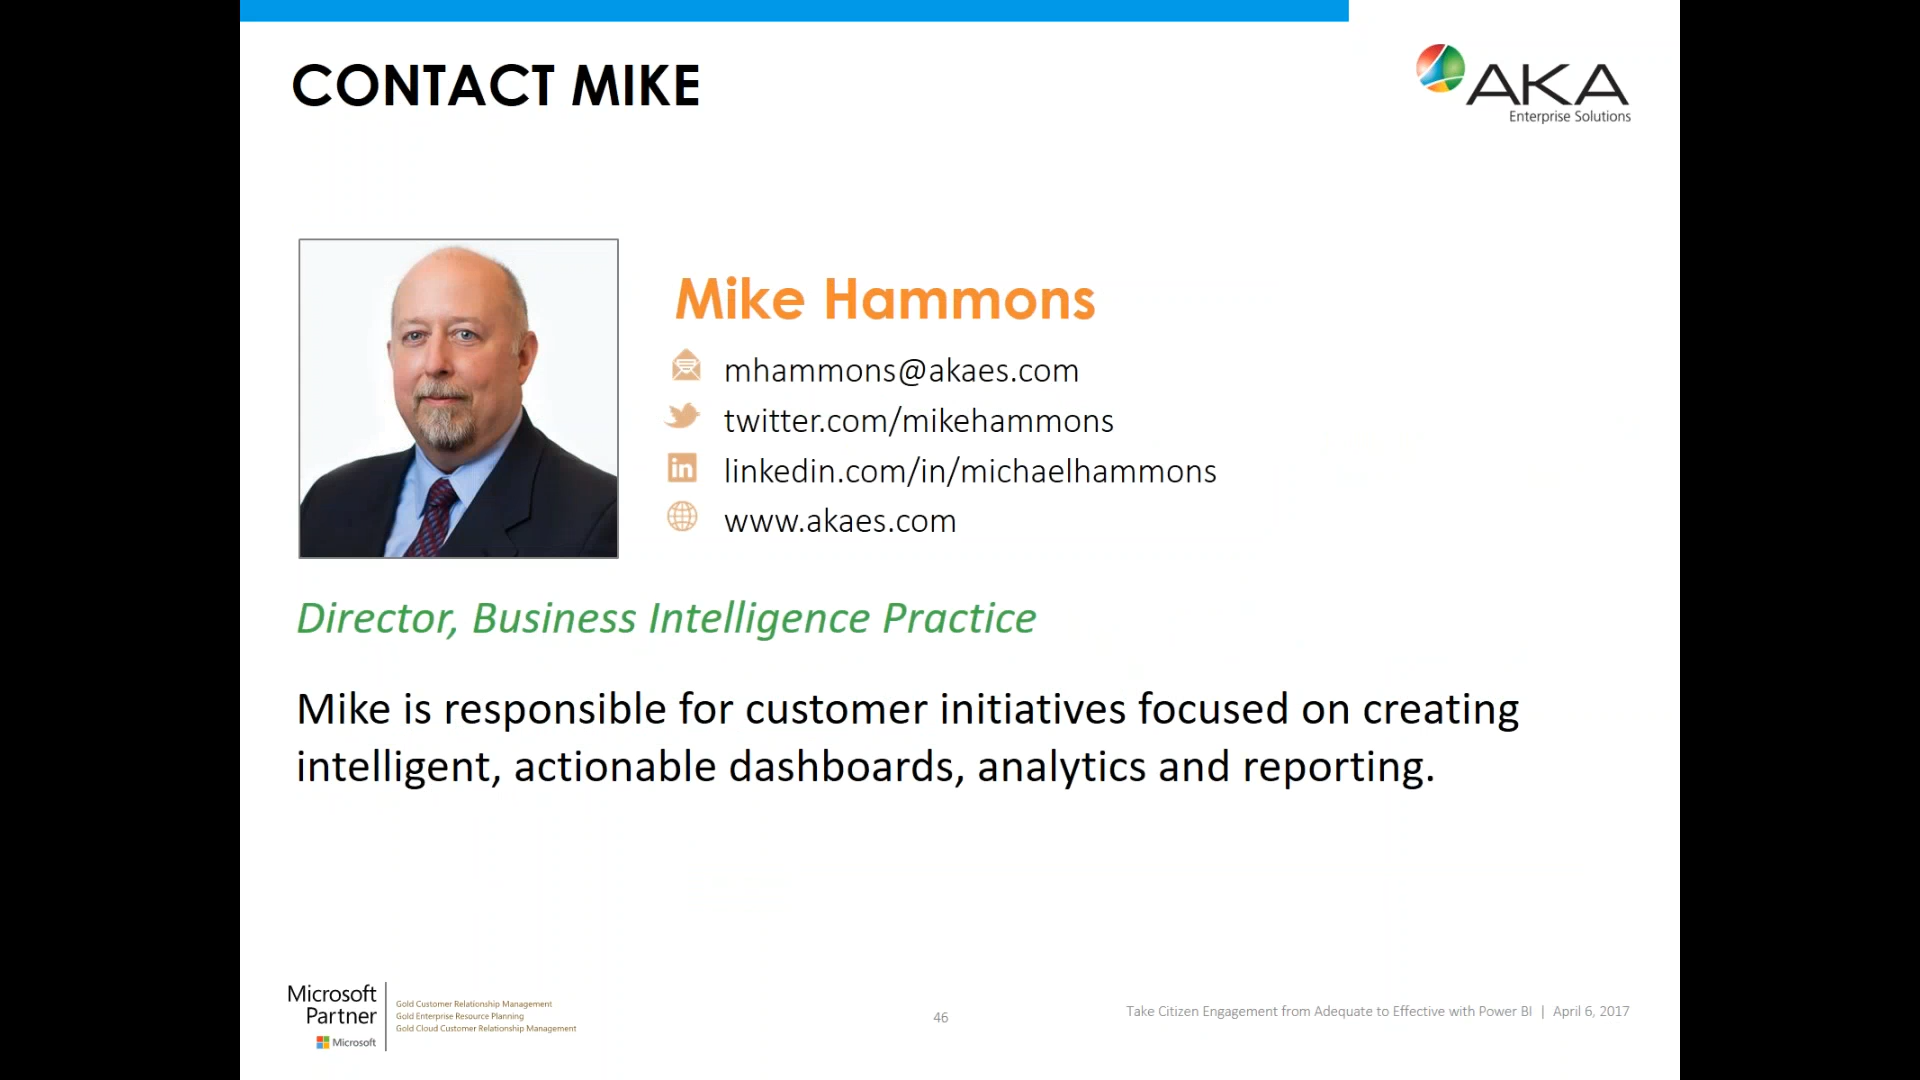 CONTACT MIKE
AKA
Enterprise Solutions
Mike Hammons
mhammons@akaes.com
twitter.com/mikehammons
in
linkedin.com/in/michaelhammons
www.akaes.com
Director, Business Intelligence Practice
Mike is responsible for customer initiatives focused on creating
intelligent, actionable dashboards, analytics and reporting.
Microsoft
Partner
Microsoft
Gold Customer Relationship Management
Gold Enterprise Resource Planning
Gold Cloud Customer Relationship Management
46
Take Citizen Engagement from Adequate to Effective with Power BI | April 6, 2017